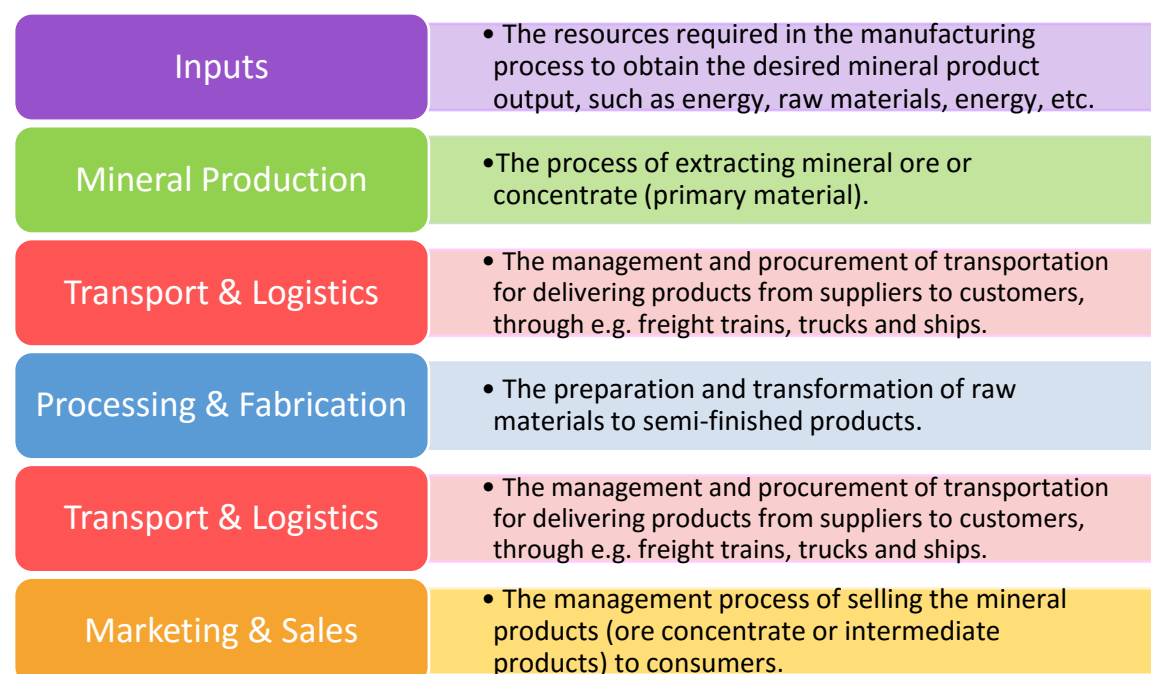 Inputs
• The resources required in the manufacturing
process to obtain the desired mineral product
output, such as energy, raw materials, energy, etc.
Mineral Production
•The process of extracting mineral ore or
concentrate (primary material).
Transport & Logistics
• The management and procurement of transportation
for delivering products from suppliers to customers,
through e.g. freight trains, trucks and ships.
Processing & Fabrication
• The preparation and transformation of raw
materials to semi-finished products.
Transport & Logistics
• The management and procurement of transportation
for delivering products from suppliers to customers,
through e.g. freight trains, trucks and ships.
Marketing & Sales
• The management process of selling the mineral
products (ore concentrate or intermediate
products) to consumers.